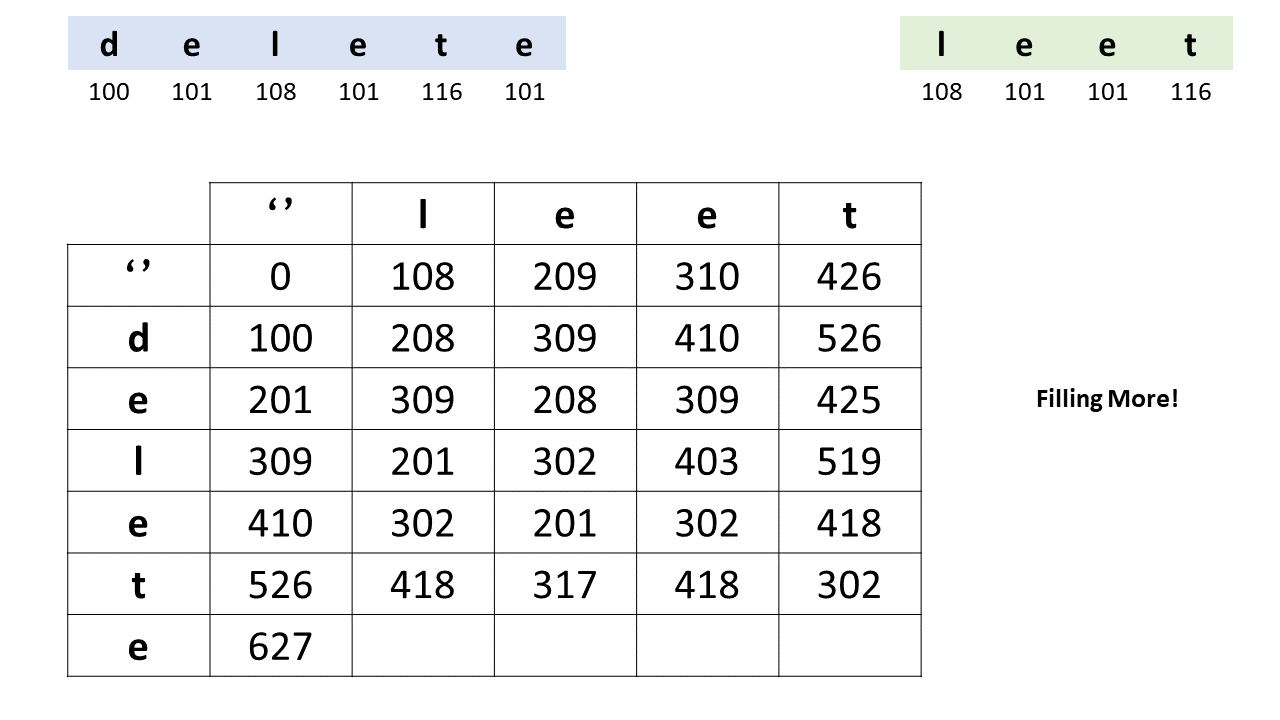 d e l e t e
100 101 108 101 116 101
l e e t
108 101 101 116
‘ ’ l e e t
‘ ’ 0 108 209 310 426
d 100 208 309 410 526
e 201 309 208 309 425
l 309 201 302 403 519
e 410 302 201 302 418
t 526 418 317 418 302
e 627
Filling More!